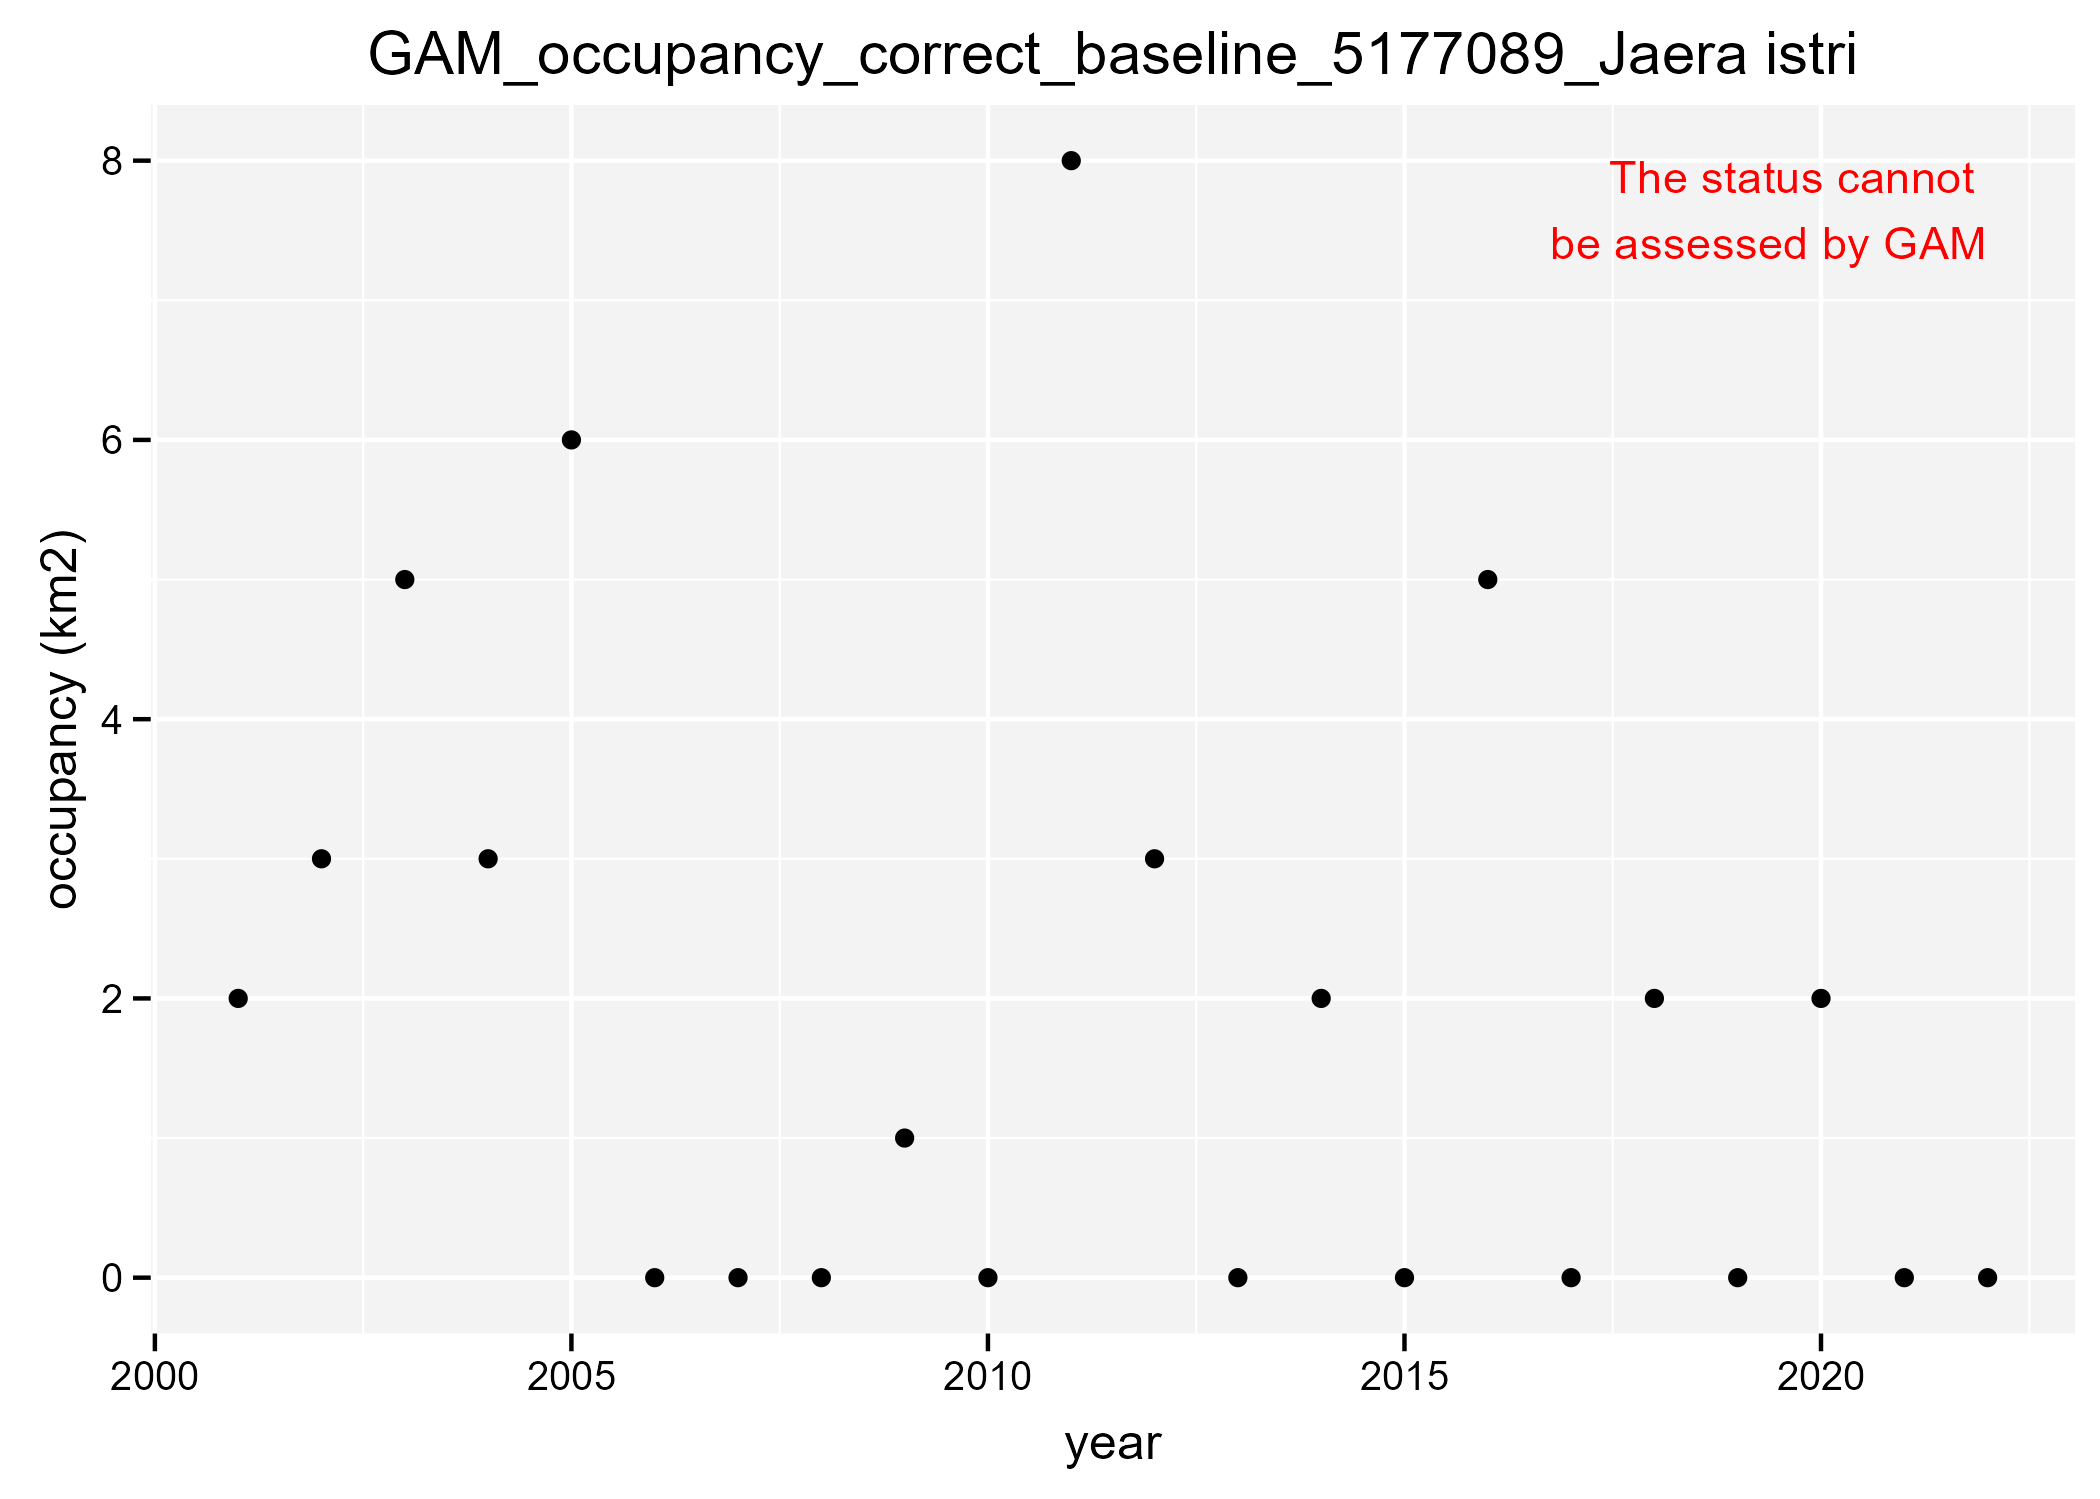 GAM_occupancy_correct_baseline_5177089_Jaera istri
8
6
4
2
0
occupancy (km2)
The status cannot
be assessed by GAM
2000 2005 2010 2015 2020
year